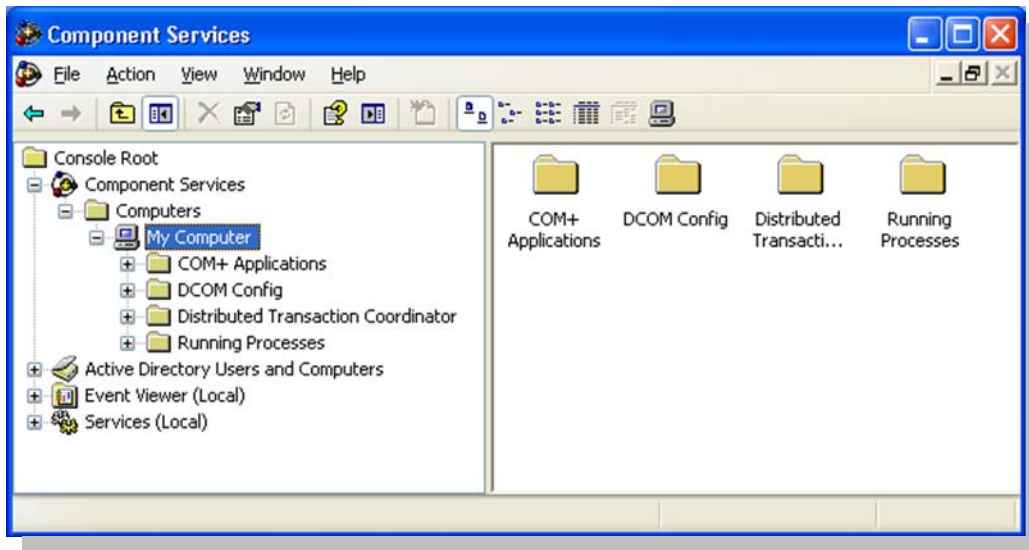 Component Services
File Action View Window Help
Console Root
Component Services
Computers
My Computer
COM+ Applications
DCOM Config
Distributed Transaction Coordinator
Running Processes
Active Directory Users and Computers
Event Viewer (Local)
Services (Local)
COM+
Applications
DCOM Config
Distributed
Transacti...
Running
Processes